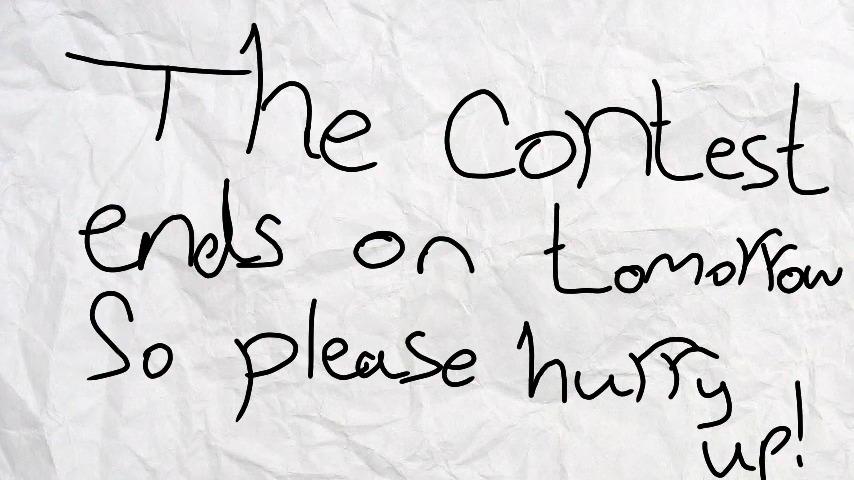 The Contest
ends on tomorrow
So please hurry
up!